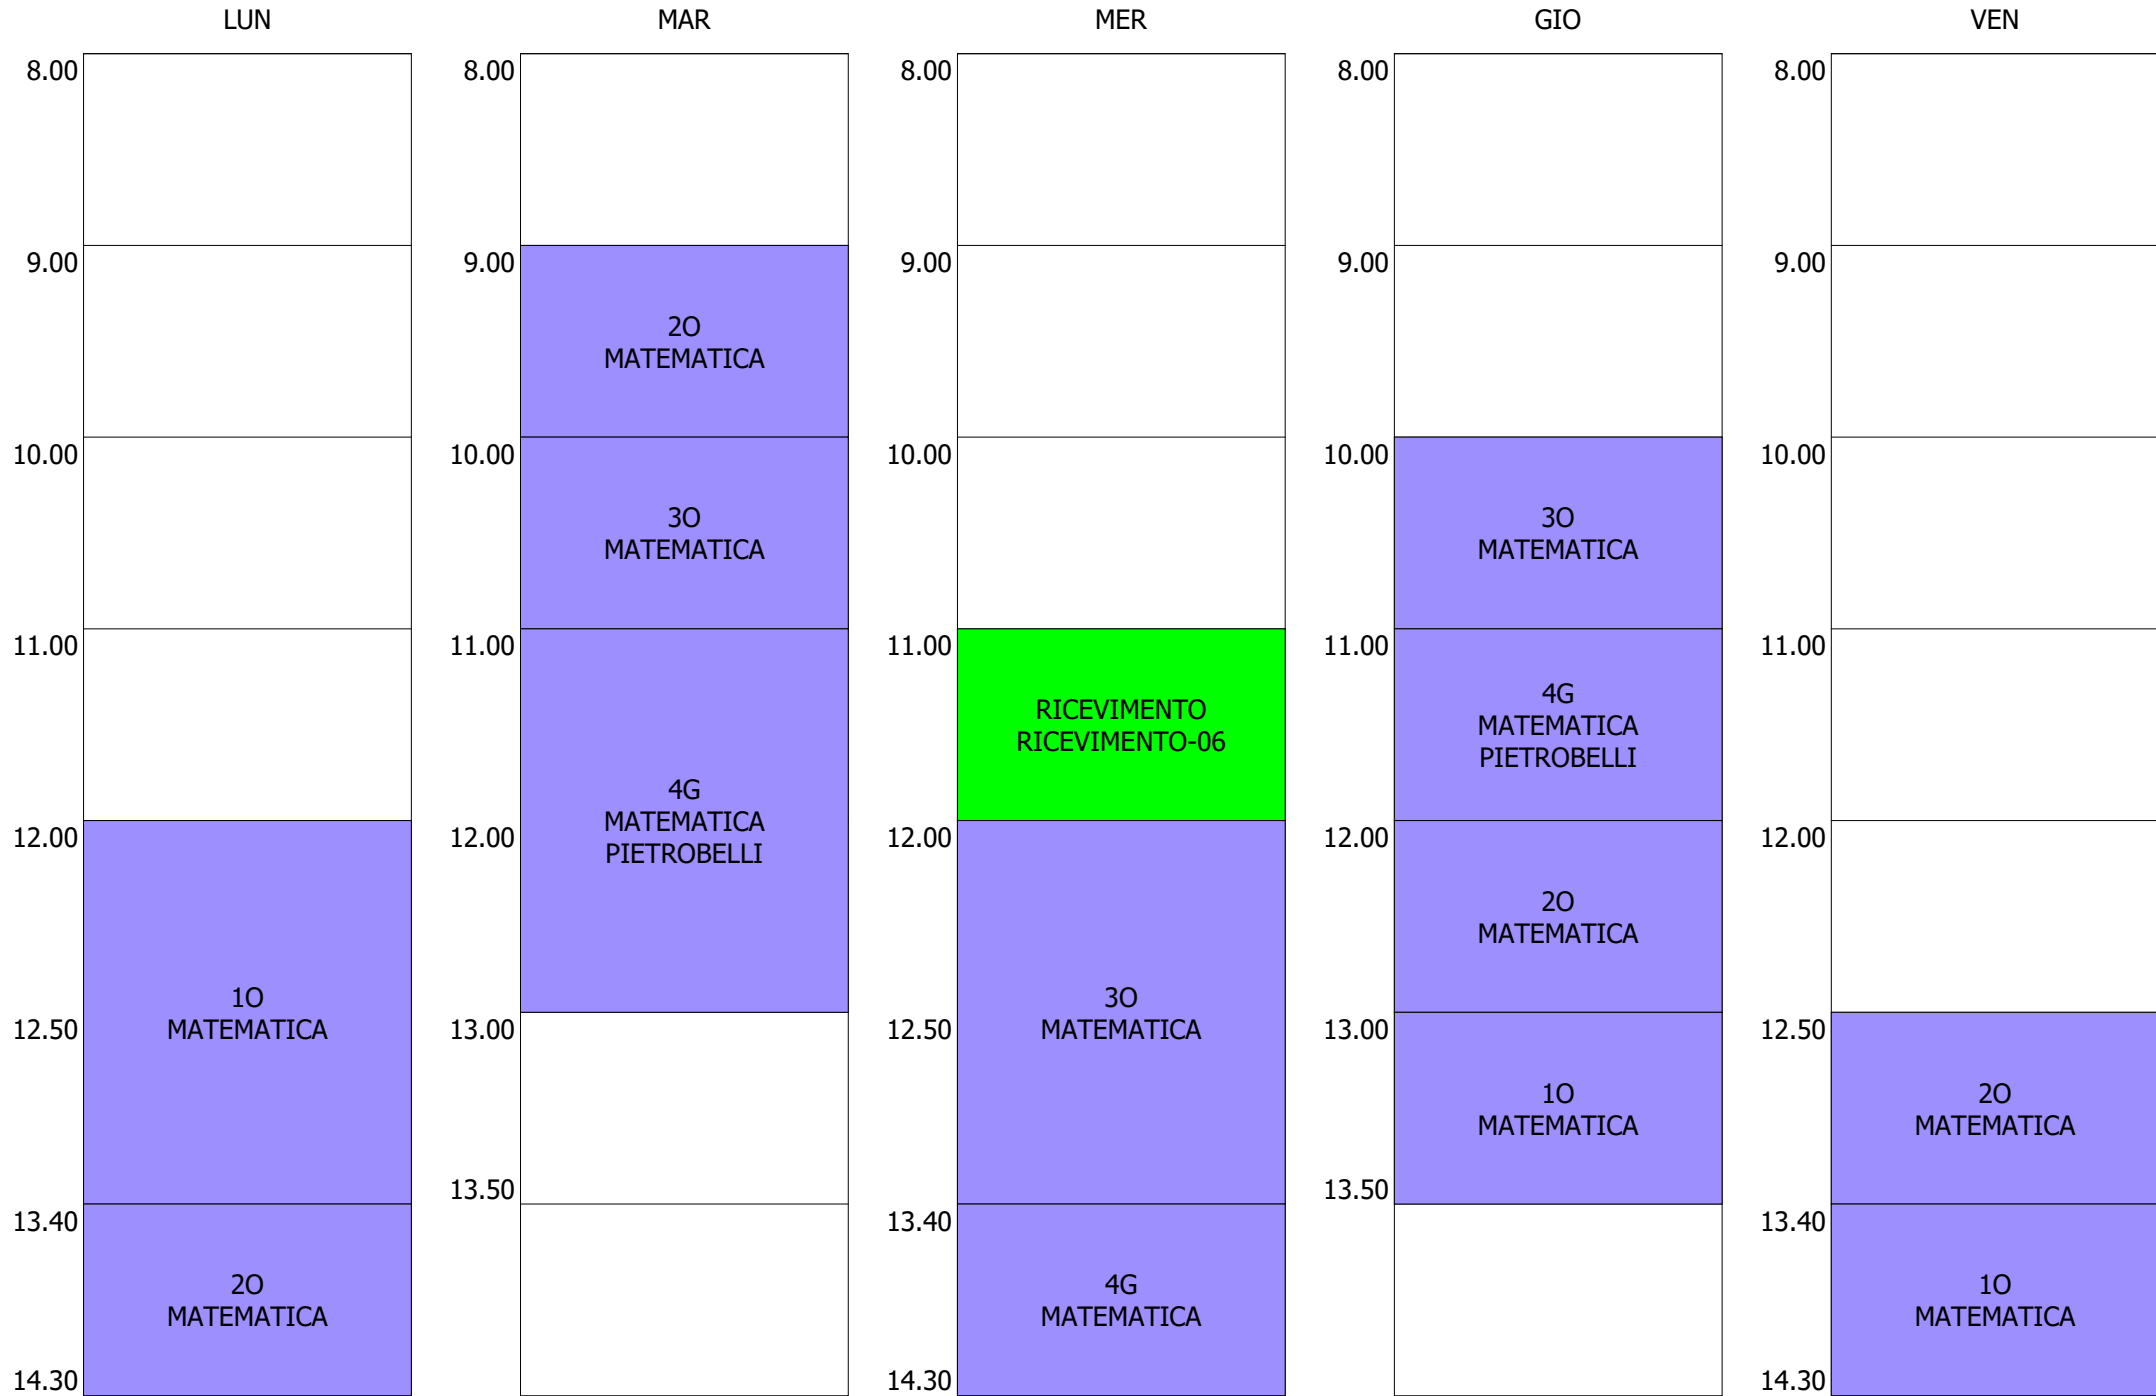 LUN
8.00
9.00
10.00
11.00
12.00
1O
MATEMATICA
12.50
13.40
2O
MATEMATICA
14.30
MAR
8.00
9.00
2O
MATEMATICA
10.00
3O
MATEMATICA
11.00
4G
MATEMATICA
PIETROBELLI
12.00
13.00
13.50
MER
8.00
9.00
10.00
11.00
RICEVIMENTO
RICEVIMENTO-06
12.00
3O
MATEMATICA
12.50
13.40
4G
MATEMATICA
14.30
GIO
8.00
9.00
10.00
3O
MATEMATICA
11.00
4G
MATEMATICA
PIETROBELLI
12.00
2O
MATEMATICA
13.00
1O
MATEMATICA
13.50
VEN
8.00
9.00
10.00
11.00
12.00
12.50
2O
MATEMATICA
13.40
1O
MATEMATICA
14.30